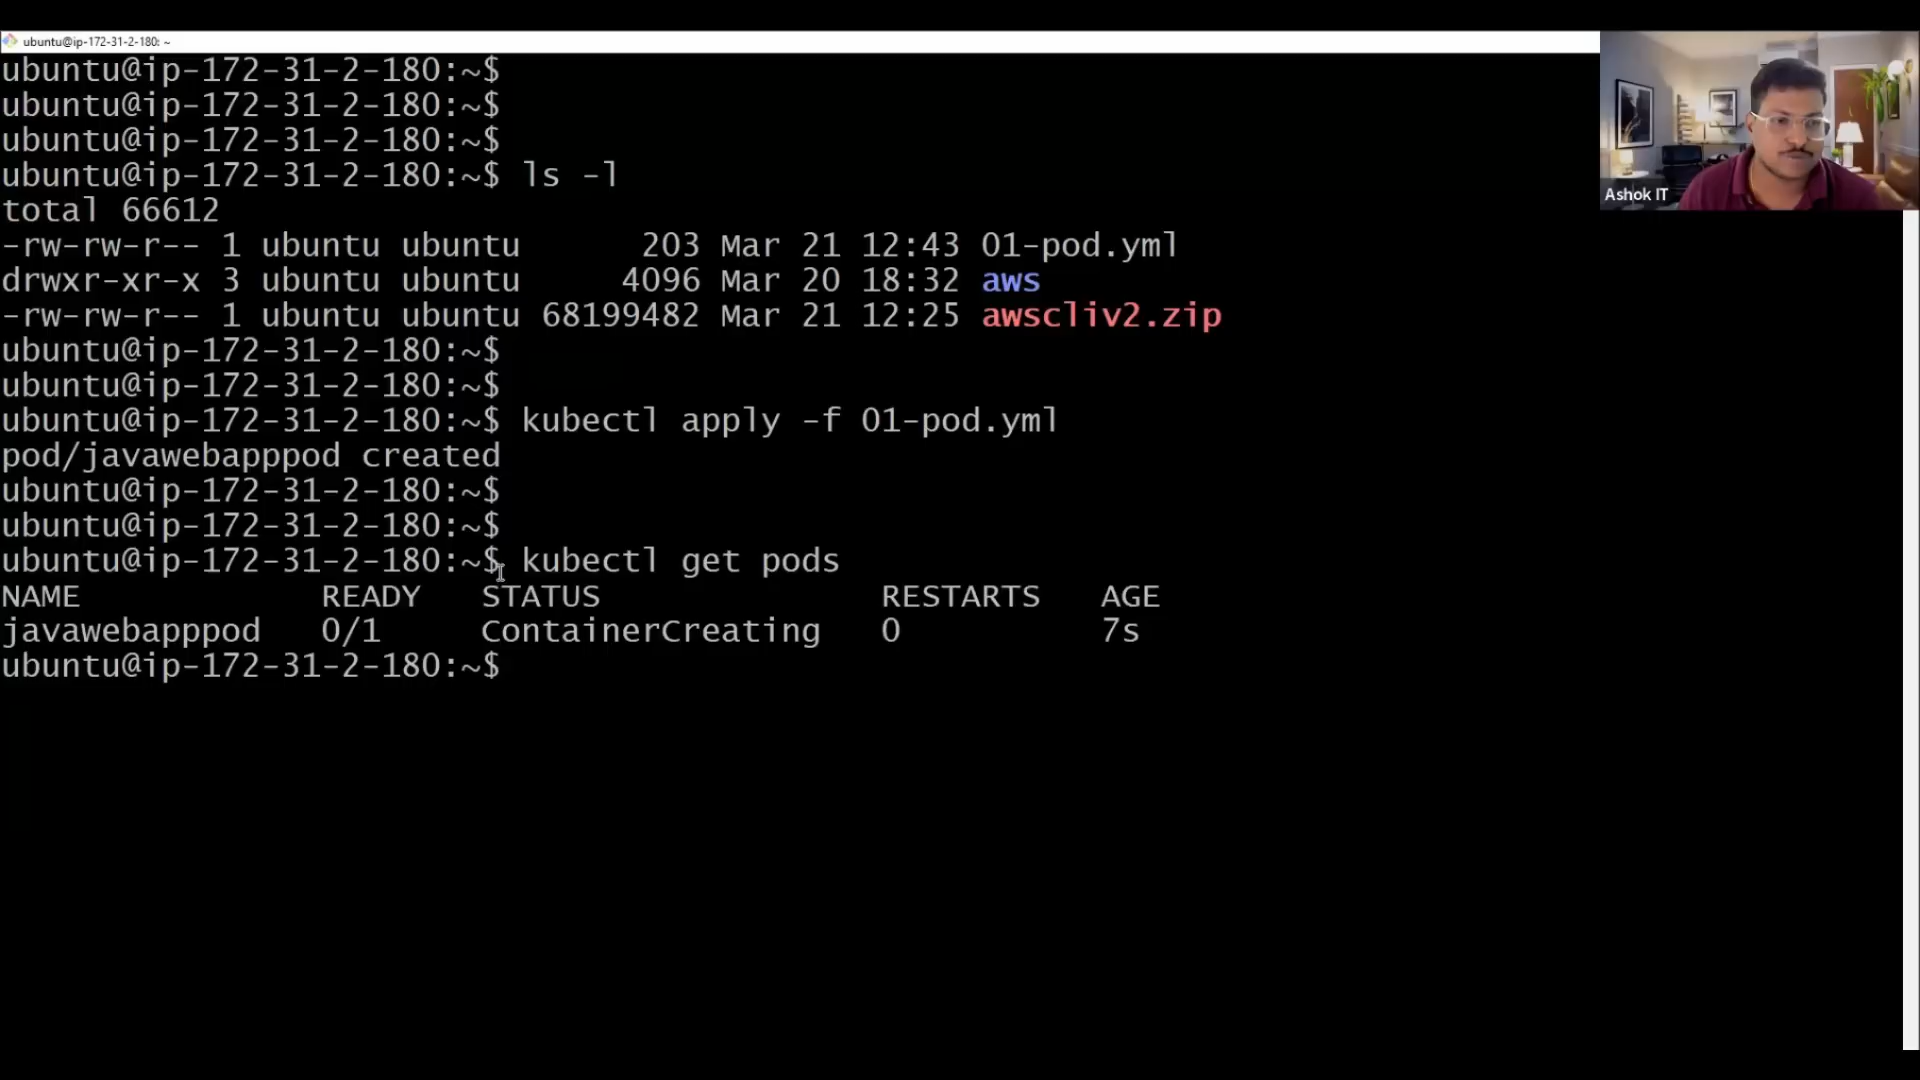 ubuntu@ip-172-31-2-180: ~
ubuntu@ip-172-31-2-180:~$
ubuntu@ip-172-31-2-180:~$
ubuntu@ip-172-31-2-180:~$
ubuntu@ip-172-31-2-180:~$ ls -l
total 66612
-rw-rw-r-- 1 ubuntu ubuntu 203 Mar 21 12:43 01-pod.yml
drwxr-xr-x 3 ubuntu ubuntu 4096 Mar 20 18:32 aws
-rw-rw-r-- 1 ubuntu ubuntu 68199482 Mar 21 12:25 awscliv2.zip
ubuntu@ip-172-31-2-180:~$
ubuntu@ip-172-31-2-180:~$
ubuntu@ip-172-31-2-180:~$ kubectl apply -f 01-pod.yml
pod/javawebapppod created
ubuntu@ip-172-31-2-180:~$
ubuntu@ip-172-31-2-180:~$
ubuntu@ip-172-31-2-180:~$ kubectl get pods
NAME READY STATUS RESTARTS AGE
javawebapppod 0/1 ContainerCreating 0 7s
ubuntu@ip-172-31-2-180:~$
Ashok IT